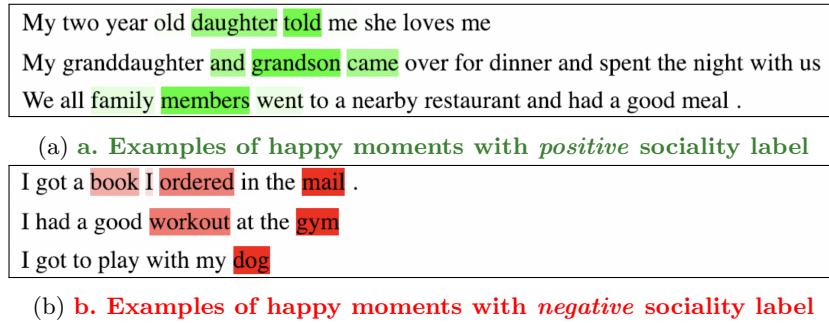 My two year old daughter told me she loves me
My granddaughter and grandson came over for dinner and spent the night with us
We all family members went to a nearby restaurant and had a good meal .
(a) a. Examples of happy moments with positive sociality label
I got a book I ordered in the mail .
I had a good workout at the gym
I got to play with my dog
(b) b. Examples of happy moments with negative sociality label